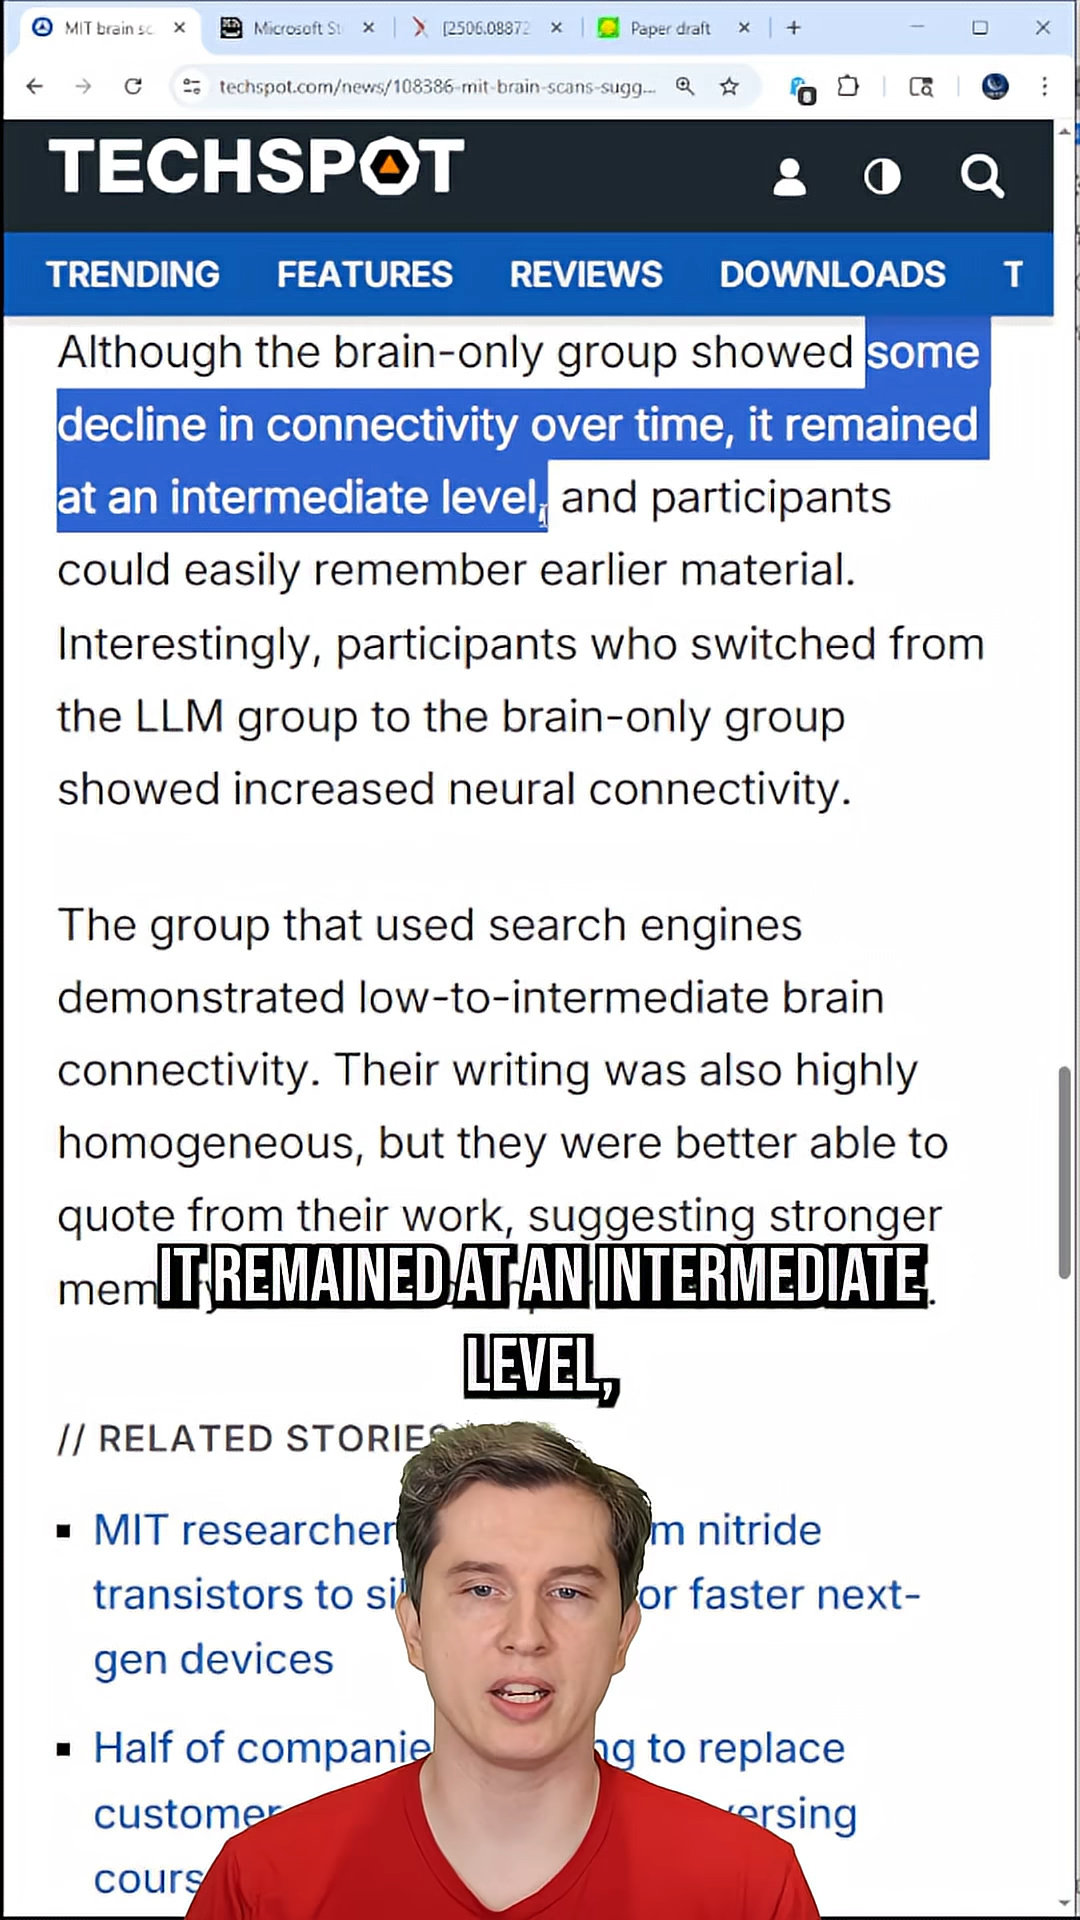 MIT brain sc
Microsoft St
[2506.08872
Paper draft
techspot.com/news/108386-mit-brain-scans-sugg...
TECHSPOT
TRENDING FEATURES REVIEWS DOWNLOADS T
Although the brain-only group showed some
decline in connectivity over time, it remained
at an intermediate level, and participants
could easily remember earlier material.
Interestingly, participants who switched from
the LLM group to the brain-only group
showed increased neural connectivity.
The group that used search engines
demonstrated low-to-intermediate brain
connectivity. Their writing was also highly
homogeneous, but they were better able to
quote from their work, suggesting stronger
mem
IT REMAINED AT AN INTERMEDIATE
LEVEL,
// RELATED STORIES
MIT researcher m nitride
transistors to sil or faster next-
gen devices
Half of companie ng to replace
customer versing
cours